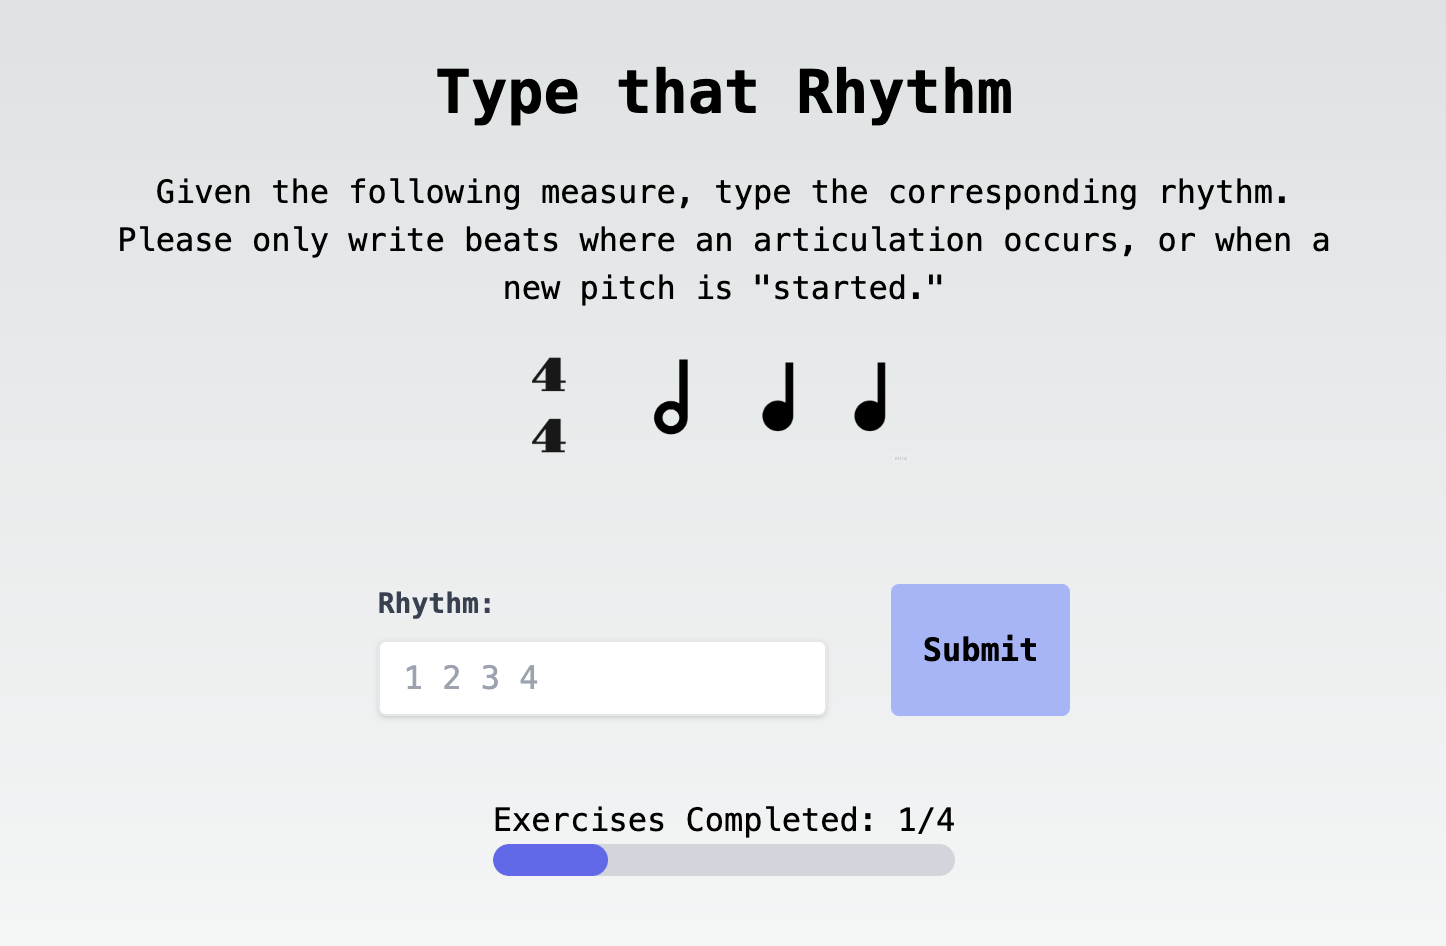 Type that Rhythm
Given the following measure, type the corresponding rhythm.
Please only write beats where an articulation occurs, or when a
new pitch is "started."
4
4
Rhythm:
1 2 3 4
Submit
Exercises Completed: 1/4